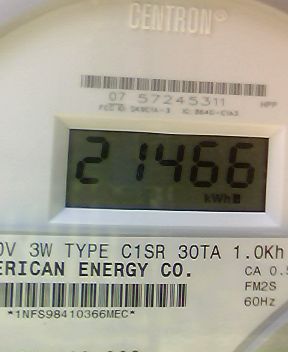 CENTRON®
07 57245311 HPP
21466
kWh
0V 3W TYPE C1SR 30TA 1.0Kh
ERICAN ENERGY CO. CA 0.5
FM2S
60Hz
*1NFS98410366MEC*